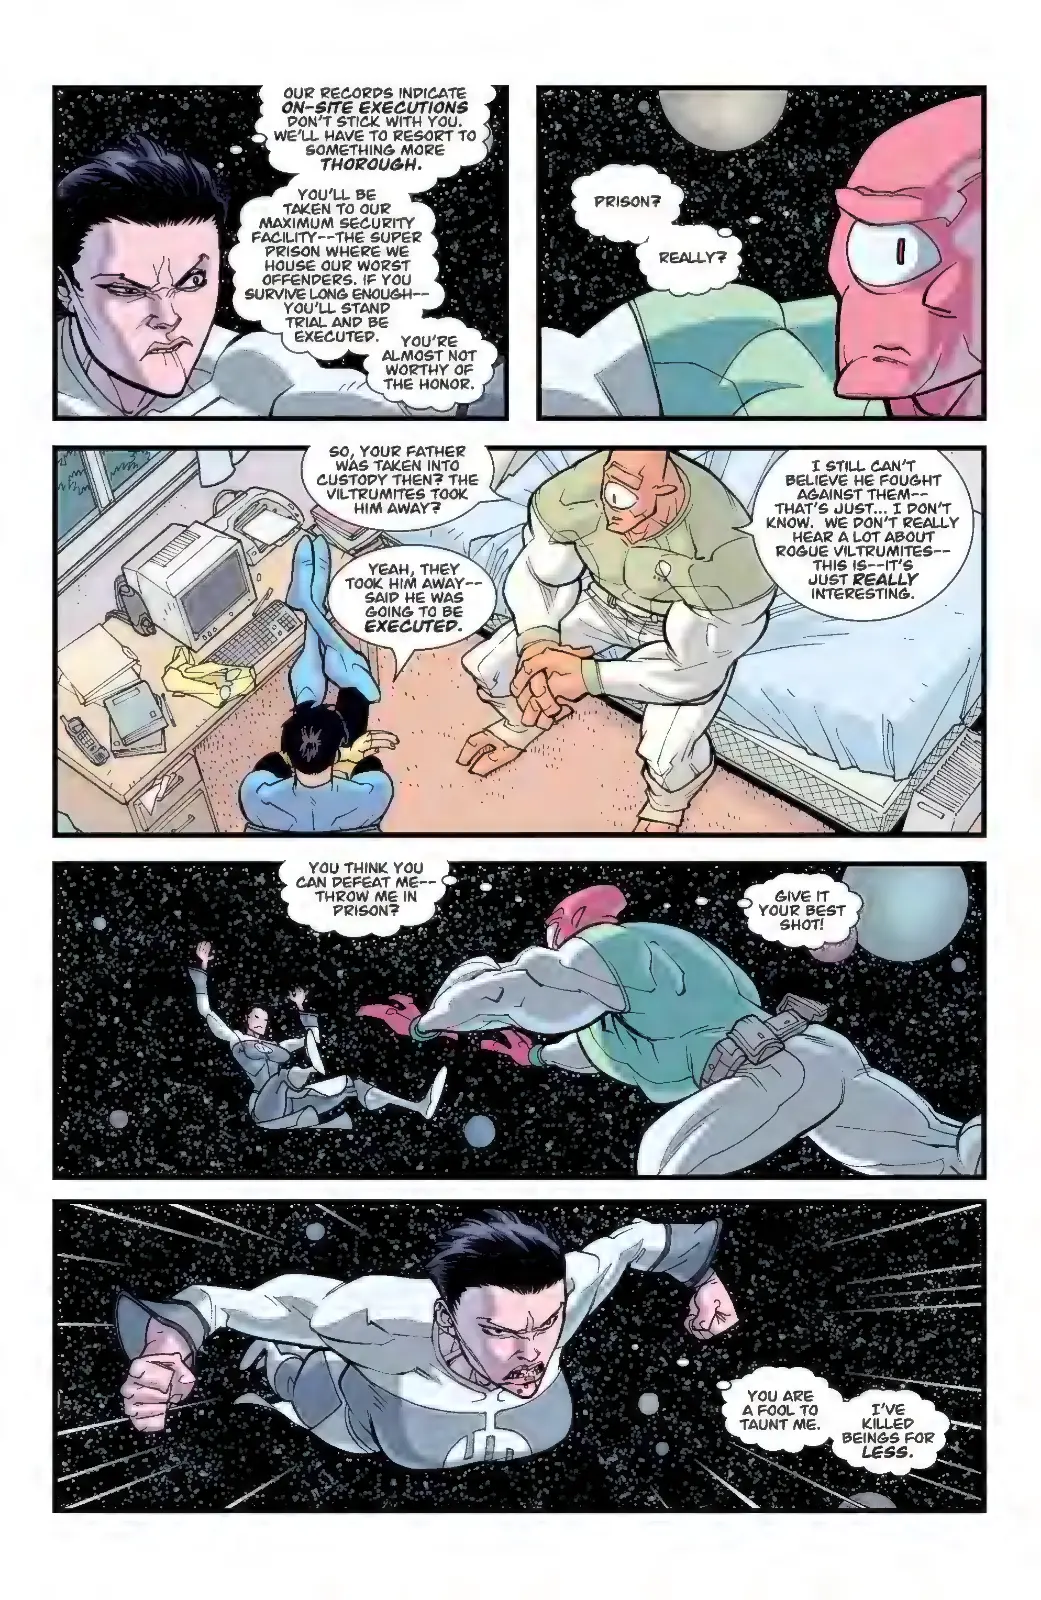 OUR RECORDS INDICATE
ON-SITE EXECUTIONS
DON'T STICK WITH YOU.
WE'LL HAVE TO RESORT TO
SOMETHING MORE
THOROUGH.
YOU'LL BE
TAKEN TO OUR
MAXIMUM SECURITY
FACILITY--THE SUPER
PRISON WHERE WE
HOUSE OUR WORST
OFFENDERS. IF YOU
SURVIVE LONG ENOUGH--
YOU'LL STAND
TRIAL AND BE
EXECUTED.
YOU'RE
ALMOST NOT
WORTHY OF
THE HONOR.
PRISON?
REALLY?
SO, YOUR FATHER
WAS TAKEN INTO
CUSTODY THEN? THE
VILTRUMITES TOOK
HIM AWAY?
YEAH, THEY
TOOK HIM AWAY--
SAID HE WAS
GOING TO BE
EXECUTED.
I STILL CAN'T
BELIEVE HE FOUGHT
AGAINST THEM--
THAT'S JUST... I DON'T
KNOW. WE DON'T REALLY
HEAR A LOT ABOUT
ROGUE VILTRUMITES--
THIS IS--IT'S
JUST REALLY
INTERESTING.
YOU THINK YOU
CAN DEFEAT ME--
THROW ME IN
PRISON?
GIVE IT
YOUR BEST
SHOT!
YOU ARE
A FOOL TO
TAUNT ME.
I'VE
KILLED
BEINGS FOR
LESS.